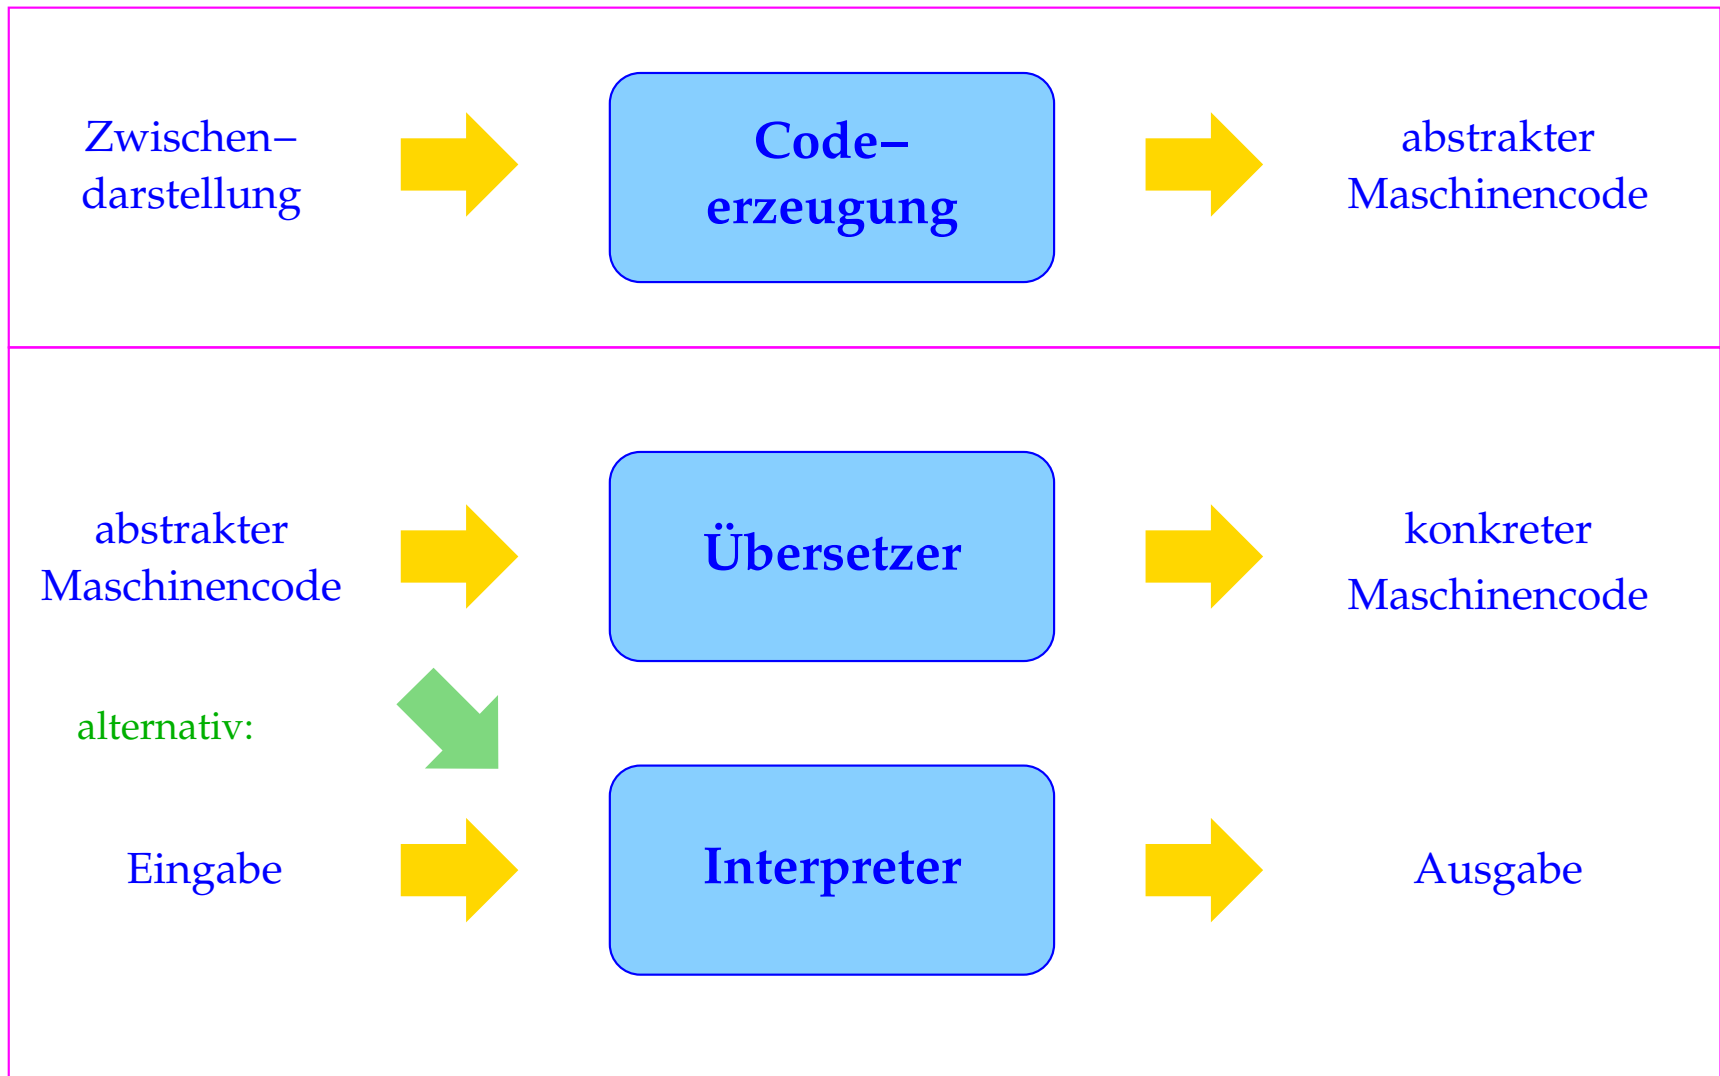 Zwischen–
darstellung
Code–
erzeugung
abstrakter
Maschinencode
abstrakter
Maschinencode
Übersetzer
konkreter
Maschinencode
alternativ:
Eingabe
Interpreter
Ausgabe